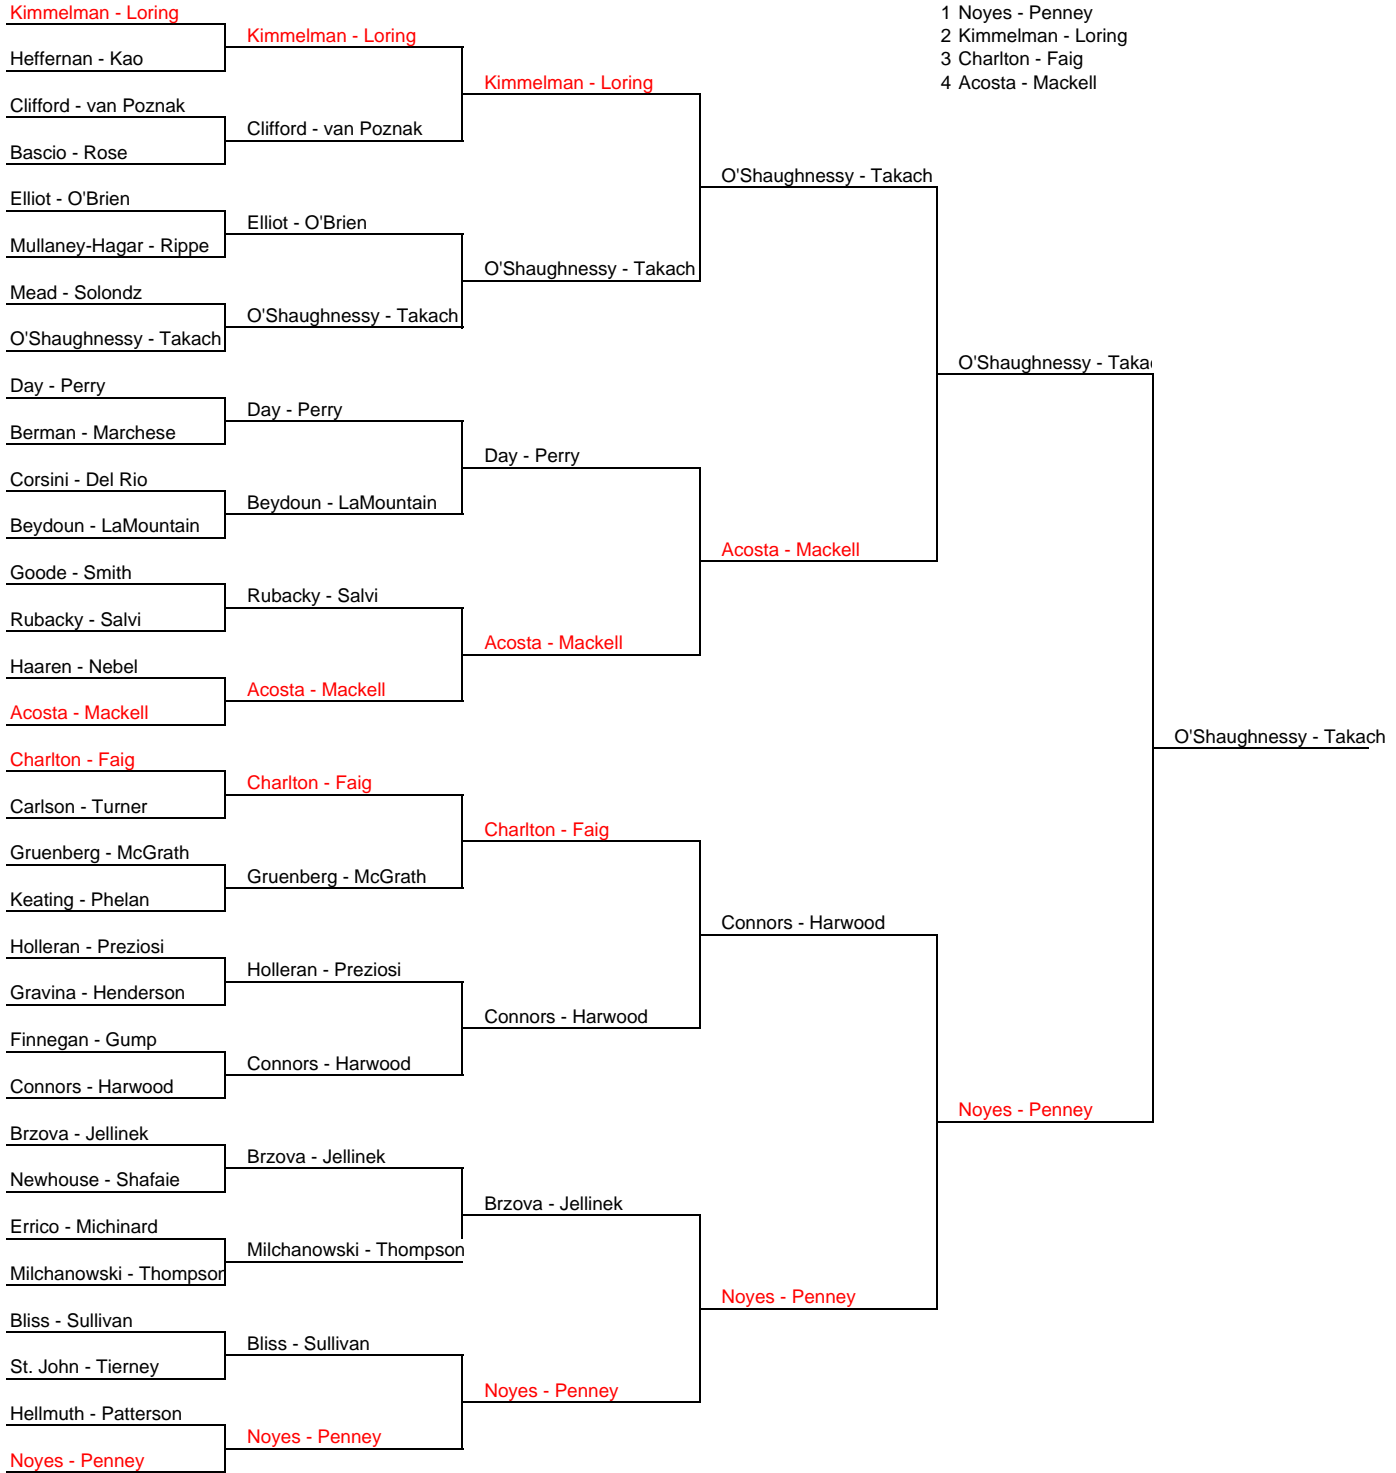 Kimmelman - Loring
Heffernan - Kao
Clifford - van Poznak
Bascio - Rose
Elliot - O'Brien
Mullaney-Hagar - Rippe
Mead - Solondz
O'Shaughnessy - Takach
Day - Perry
Berman - Marchese
Corsini - Del Rio
Beydoun - LaMountain
Goode - Smith
Rubacky - Salvi
Haaren - Nebel
Acosta - Mackell
Charlton - Faig
Carlson - Turner
Gruenberg - McGrath
Keating - Phelan
Holleran - Preziosi
Gravina - Henderson
Finnegan - Gump
Connors - Harwood
Brzova - Jellinek
Newhouse - Shafaie
Errico - Michinard
Milchanowski - Thompson
Bliss - Sullivan
St. John - Tierney
Hellmuth - Patterson
Noyes - Penney
Kimmelman - Loring
Clifford - van Poznak
Elliot - O'Brien
O'Shaughnessy - Takach
Day - Perry
Beydoun - LaMountain
Rubacky - Salvi
Acosta - Mackell
Charlton - Faig
Gruenberg - McGrath
Holleran - Preziosi
Connors - Harwood
Brzova - Jellinek
Milchanowski - Thompson
Bliss - Sullivan
Noyes - Penney
Kimmelman - Loring
O'Shaughnessy - Takach
Day - Perry
Acosta - Mackell
Charlton - Faig
Connors - Harwood
Brzova - Jellinek
Noyes - Penney
O'Shaughnessy - Takach
Acosta - Mackell
Connors - Harwood
Noyes - Penney
1 Noyes - Penney
2 Kimmelman - Loring
3 Charlton - Faig
4 Acosta - Mackell
O'Shaughnessy - Taka
Noyes - Penney
O'Shaughnessy - Takach